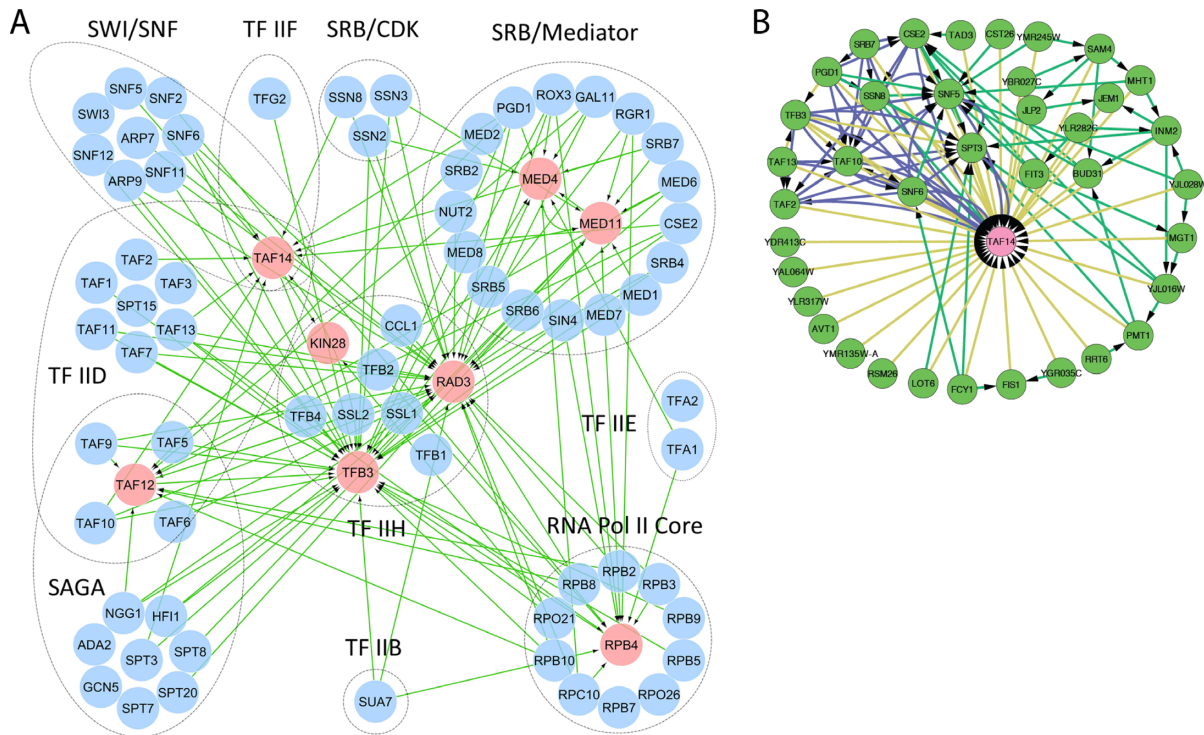 A
SWI/SNF
TF IIF
SRB/CDK
SRB/Mediator
SNF5
SNF2
SWI3
ARP7
SNF6
SNF12
ARP9
SNF11
TFG2
SSN8
SSN3
SSN2
PGD1
ROX3
GAL11
RGR1
MED2
SRB7
SRB2
MED4
MED6
NUT2
MED11
CSE2
MED8
SRB4
SRB5
MED1
SRB6
SIN4
MED7
TAF14
TAF2
TAF1
TAF3
SPT15
TAF11
TAF13
TAF7
TF IID
KIN28
CCL1
TFB2
RAD3
TFB4
SSL2
SSL1
TFB1
TFB3
TF IIH
TFA2
TF IIE
TFA1
TAF9
TAF5
TAF12
TAF10
TAF6
SAGA
NGG1
HFI1
ADA2
SPT3
SPT8
GCN5
SPT20
SPT7
TF IIB
SUA7
RNA Pol II Core
RPB8
RPB2
RPB3
RPO21
RPB9
RPB4
RPB10
RPB5
RPC10
RPO26
RPB7
B
CSE2
TAD3
CST26
YMR245W
SRB7
SAM4
PGD1
SSN8
SNF5
YBR027C
MHT1
JEM1
JLP2
TFB3
YLR282C
INM2
SPT3
TAF13
TAF10
FIT3
BUD31
SNF6
YJL028W
TAF2
TAF14
MGT1
YDR413C
YAL064W
YJL016W
YLR317W
AVT1
PMT1
YMR135W-A
RRT6
RSM26
LOT6
FCY1
FIS1
YGR035C